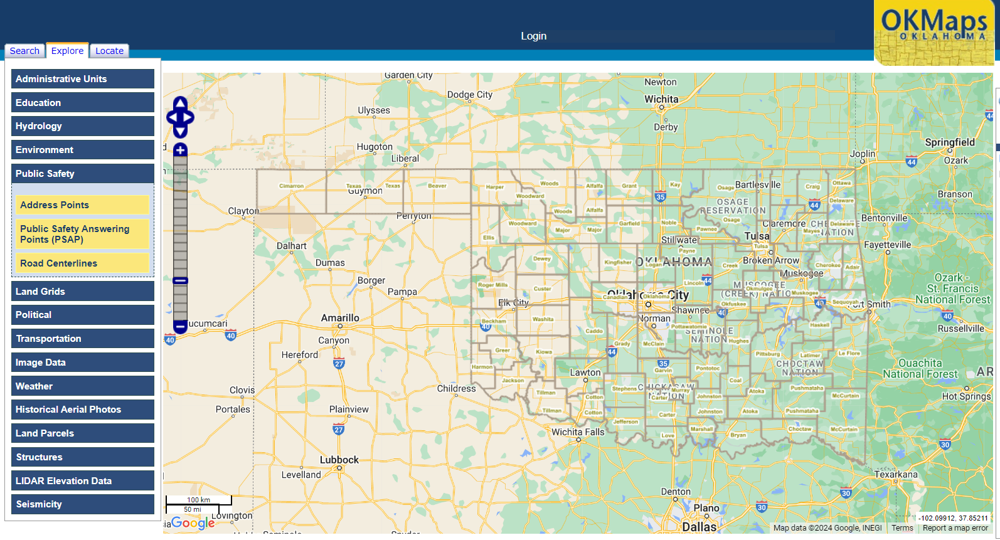 Login
OKMaps
OKLAHOMA
Search
Explore
Locate
Administrative Units
Education
Hydrology
Environment
Public Safety
Address Points
Public Safety Answering
Points (PSAP)
Road Centerlines
Land Grids
Political
Transportation
Image Data
Weather
Historical Aerial Photos
Land Parcels
Structures
LIDAR Elevation Data
Seismicity
Garden City
Newton
Dodge City
Wichita
Ulysses
44
Derby
Springfield
Hugoton
Joplin
Liberal
44
Ozark
Cimarron
Texas
Texas
Beaver
Harper
Woods
Alfalfa
Grant
Kay
Osage
Bartlesville
Craig
Ottawa
Guymon
Woodward
35
Branson
OSAGE
RESERVATION
44
Delaware
Clayton
Perryton
Woods
Alfalfa
Bentonville
Woodward
Garfield
Noble
Osage
Claremore
Delaware
Major
Major
Pawnee
Mayes
NATION
Ellis
Tulsa
Stillwater
Dalhart
Tulsa
Fayetteville
Payne
Dumas
Dewey
Kingfisher
OKLAHOMA
Logan
Broken Arrow
Creek
Cherokee
Adair
Borger
Muskogee
Ozark -
St. Francis
National Forest
Roger Mills
Custer
Lincoln
44
Pampa
Oklahoma City
Canadian
Oklahoma
Okmulgee
Muskogee
Elk City
Okfuskee
40
Sequoyah
Fort Smith
Shawnee
40
40
Amarillo
Beckham
Washita
Norman
Haskell
Russellville
40
40
40
Caddo
Pottawatomie
SEMINOLE
NATION
Canyon
Hughes
Grady
McClain
Hereford
Greer
Kiowa
44
Pittsburg
Latimer
Le Flore
27
35
Garvin
Pontotoc
CHOCTAW
NATION
Ouachita
National Forest
Harmon
Lawton
Jackson
Coal
Clovis
Childress
Stephens
CHICKASAW
NATION
Murray
Carter
Atoka
Pushmataha
Hot Springs
Tillman
Cotton
Johnston
McCurtain
Portales
Plainview
Tillman
Cotton
Carter
Johnston
Atoka
Pushmataha
Jefferson
27
Wichita Falls
Love
Marshall
Bryan
Choctaw
McCurtain
30
Lubbock
Levelland
Texarkana
Denton
30
100 km
50 mi
30
Plano
Lovington
Google
Dallas
-102.09912, 37.85211
Map data ©2024 Google, INEGI
Terms
Report a map error